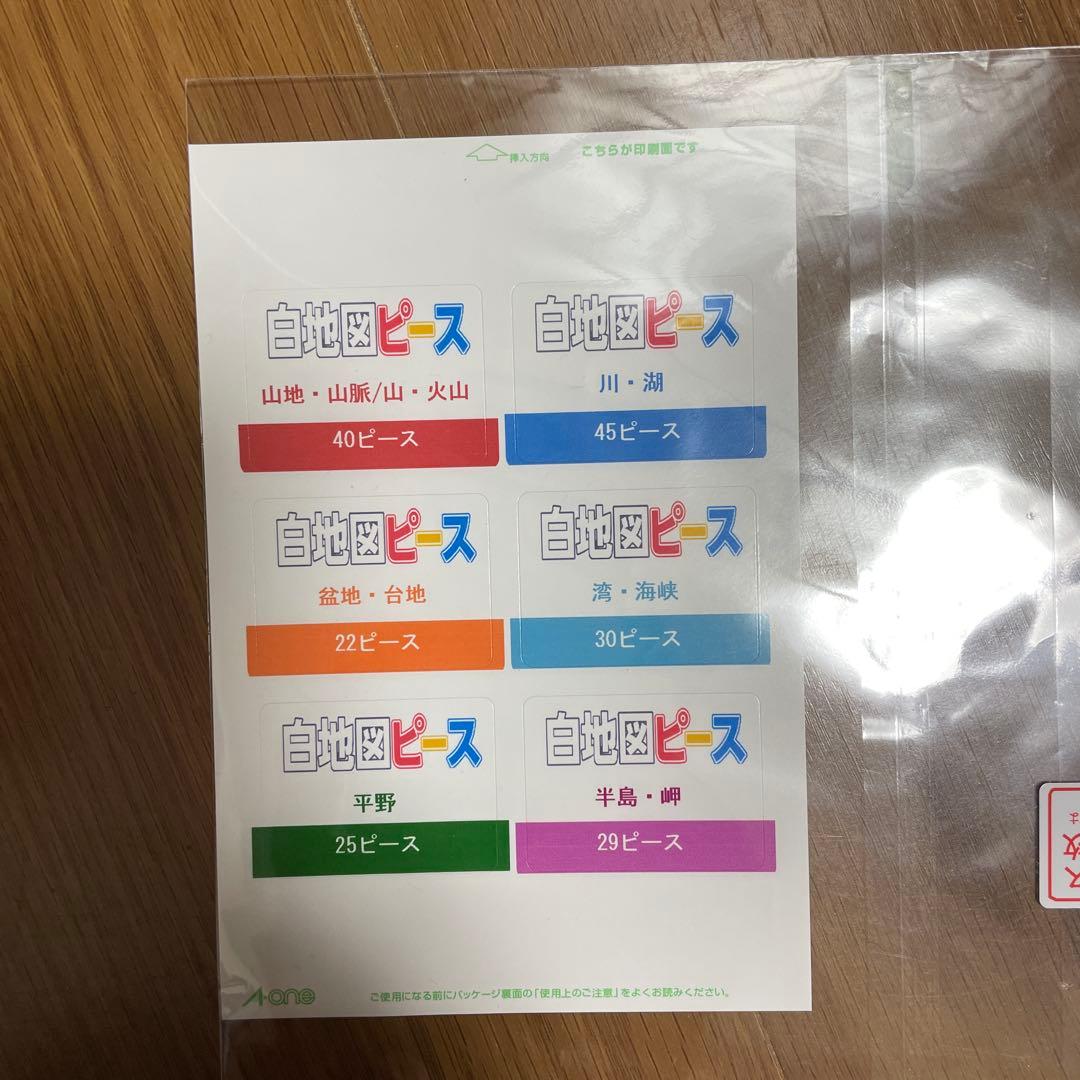 挿入方向 こちらが印刷面です
白地図ピース
山地・山脈/山・火山
40ピース
白地図ピース
川・湖
45ピース
白地図ピース
盆地・台地
22ピース
白地図ピース
湾・海峡
30ピース
白地図ピース
平野
25ピース
白地図ピース
半島・岬
29ピース
A-one
ご使用になる前にパッケージ裏面の「使用上のご注意」をよくお読みください。